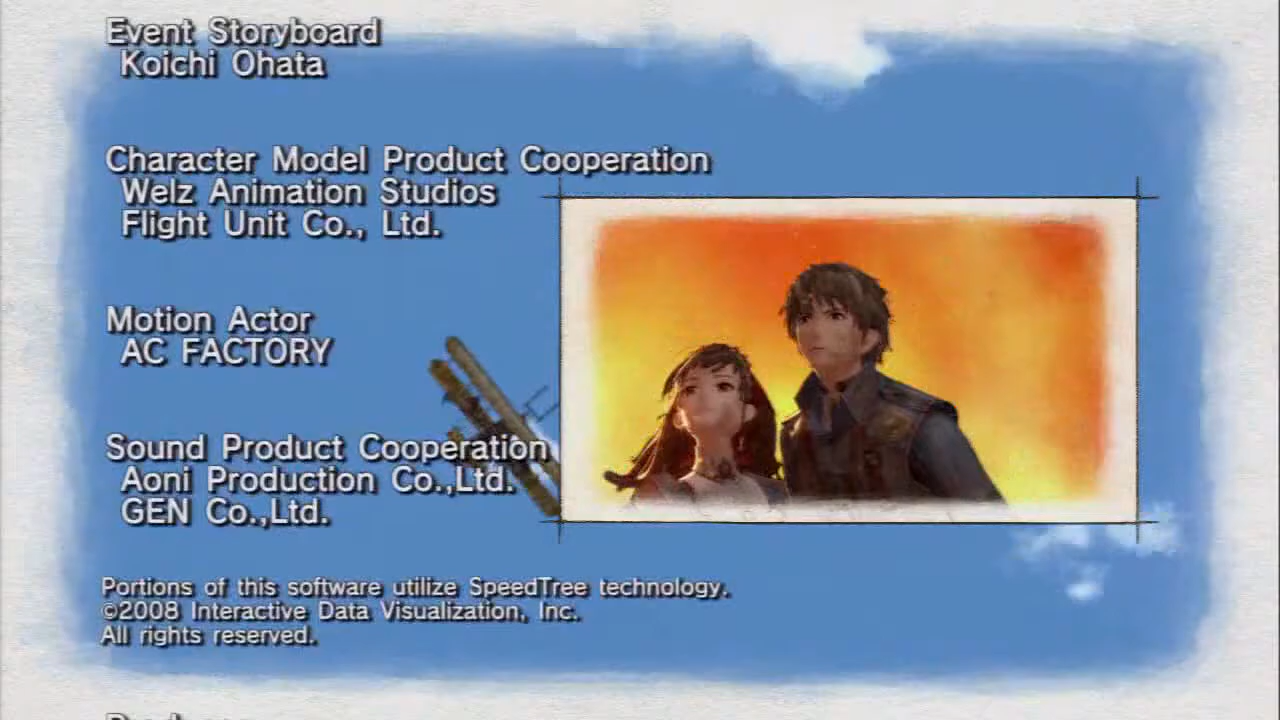 Event Storyboard
Koichi Ohata
Character Model Product Cooperation
Welz Animation Studios
Flight Unit Co., Ltd.
Motion Actor
AC FACTORY
Sound Product Cooperation
Aoni Production Co.,Ltd.
GEN Co.,Ltd.
Portions of this software utilize SpeedTree technology.
©2008 Interactive Data Visualization, Inc.
All rights reserved.